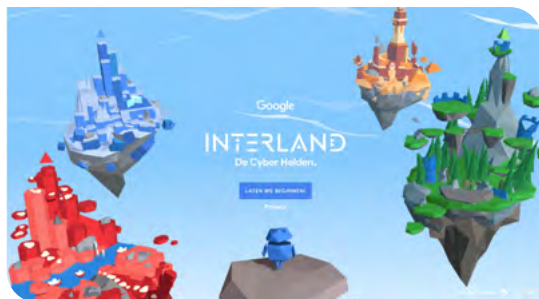 Google
INTERLAND
De Cyber Helden.
LATEN WE BEGINNEN!
Privacy